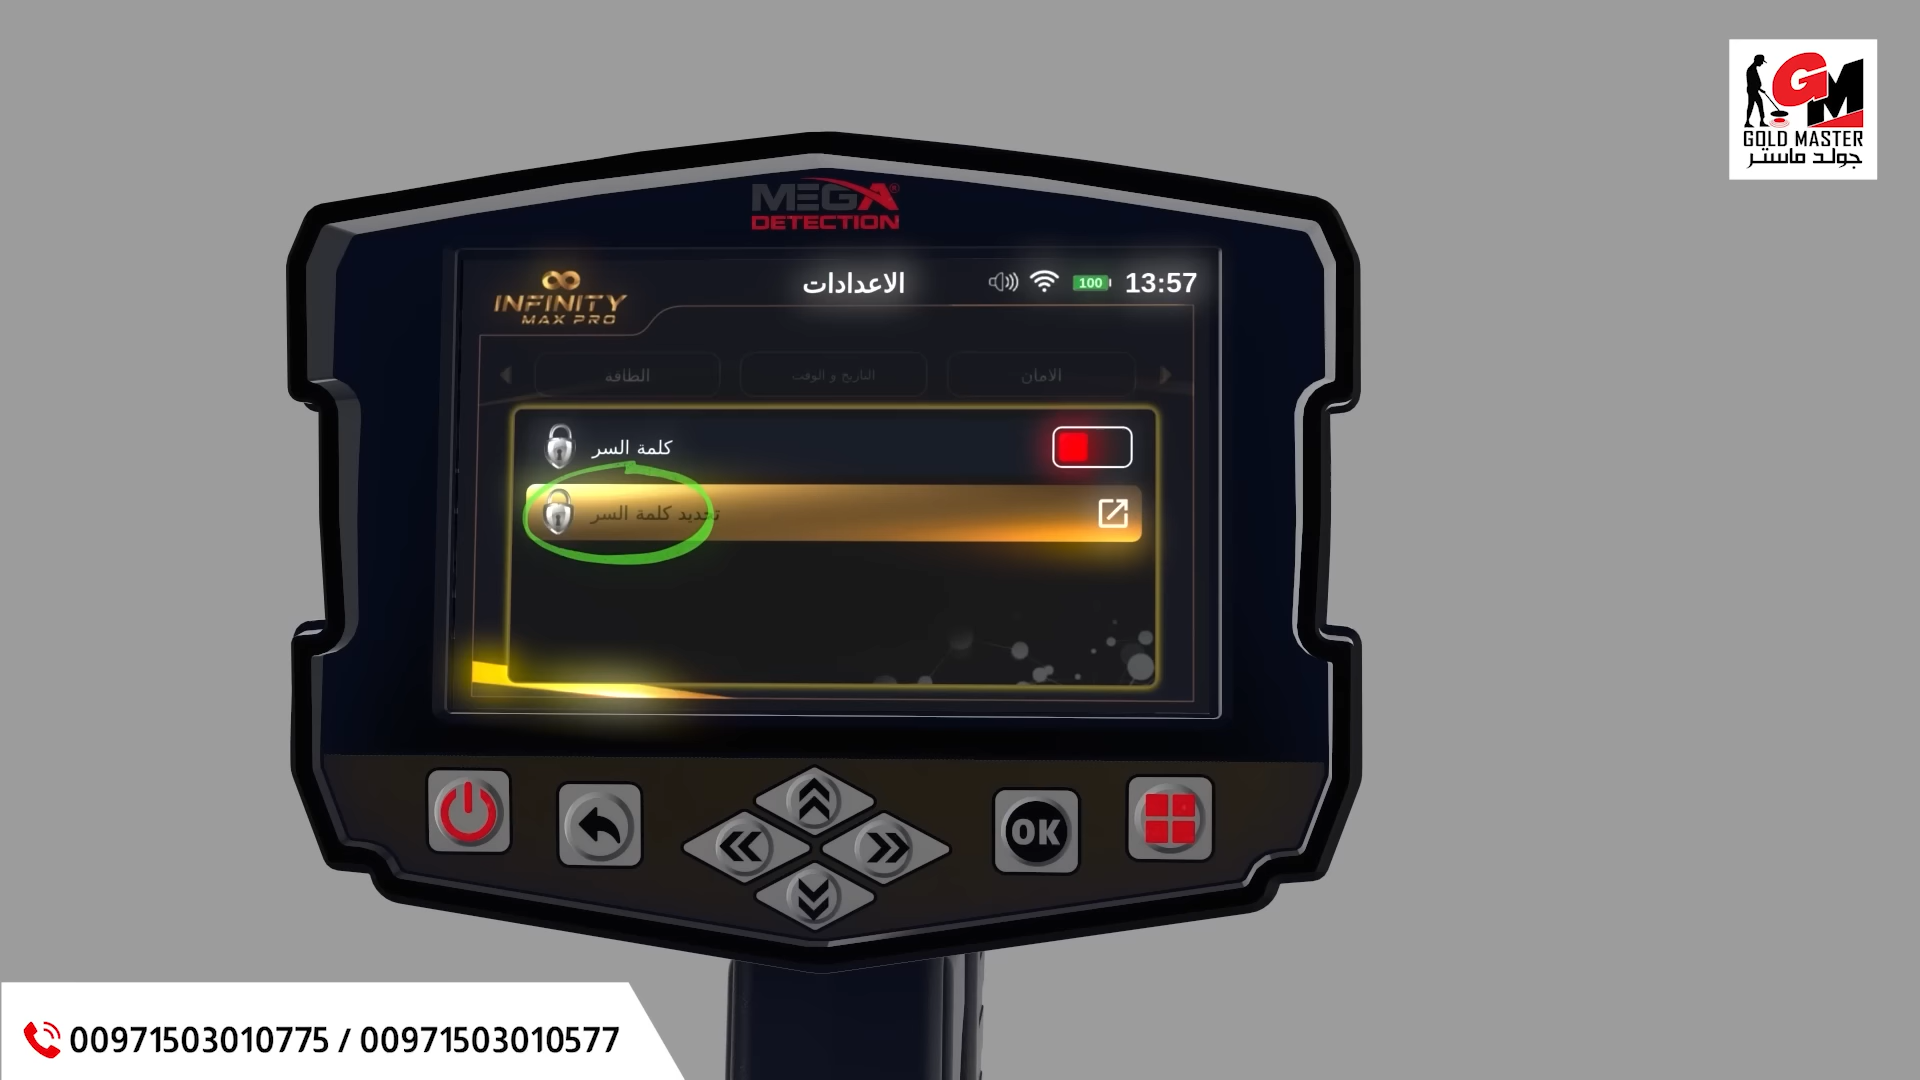 GM
GOLD MASTER
جولد ماستر
MEGA®
DETECTION
INFINITY
MAX PRO
الاعدادات
100
13:57
الطاقة
التاريخ و الوقت
الامان
كلمة السر
تحديد كلمة السر
OK
00971503010775 / 00971503010577